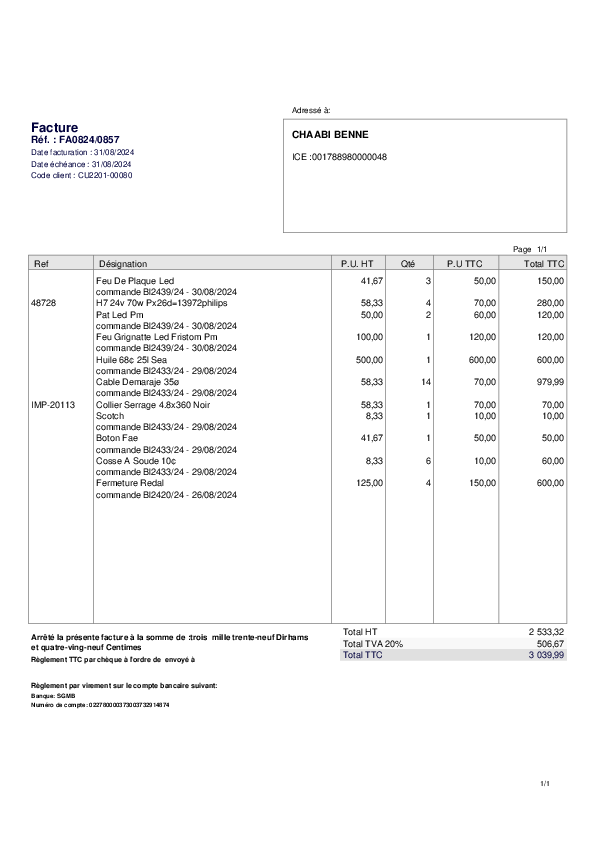 Adressé à:
Facture
Réf. : FA0824/0857
Date facturation : 31/08/2024
Date échéance : 31/08/2024
Code client : CU2201-00080
CHAABI BENNE
ICE :001788980000048
Page 1/1
Ref Désignation P.U. HT Qté P.U TTC Total TTC
Feu De Plaque Led 41,67 3 50,00 150,00
commande Bl2439/24 - 30/08/2024
48728 H7 24v 70w Px26d=13972philips 58,33 4 70,00 280,00
Pat Led Pm 50,00 2 60,00 120,00
commande Bl2439/24 - 30/08/2024
Feu Grignatte Led Fristom Pm 100,00 1 120,00 120,00
commande Bl2439/24 - 30/08/2024
Huile 68¢ 25l Sea 500,00 1 600,00 600,00
commande Bl2433/24 - 29/08/2024
Cable Demaraje 35ø 58,33 14 70,00 979,99
commande Bl2433/24 - 29/08/2024
IMP-20113 Collier Serrage 4.8x360 Noir 58,33 1 70,00 70,00
Scotch 8,33 1 10,00 10,00
commande Bl2433/24 - 29/08/2024
Boton Fae 41,67 1 50,00 50,00
commande Bl2433/24 - 29/08/2024
Cosse A Soude 10¢ 8,33 6 10,00 60,00
commande Bl2433/24 - 29/08/2024
Fermeture Redal 125,00 4 150,00 600,00
commande Bl2420/24 - 26/08/2024
Total HT 2 533,32
Total TVA 20% 506,67
Total TTC 3 039,99
Arrêté la présente facture à la somme de :trois mille trente-neuf Dirhams
et quatre-ving-neuf Centimes
Règlement TTC par chèque à l'ordre de envoyé à
Règlement par virement sur le compte bancaire suivant:
Banque: SGMB
Numéro de compte:
1/1